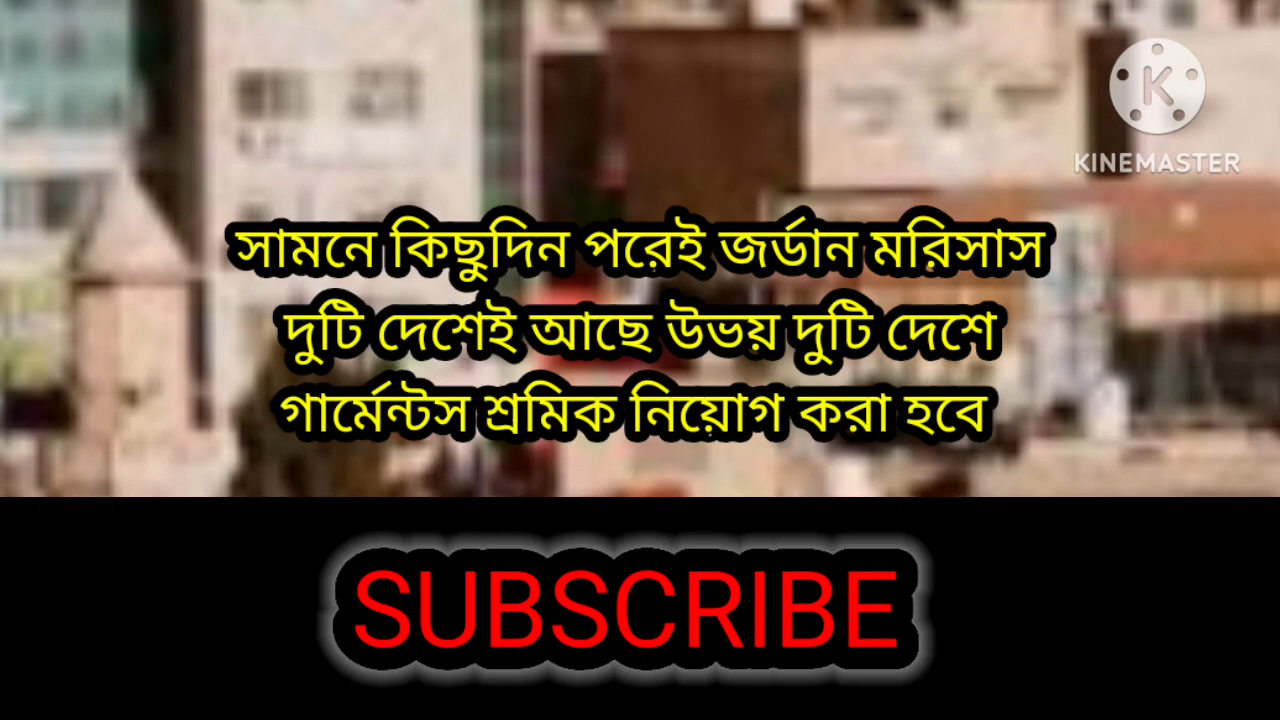 KINEMASTER
সামনে কিছুদিন পরেই জর্ডান মরিসাস
দুটি দেশেই আছে উভয় দুটি দেশে
গার্মেন্টস শ্রমিক নিয়োগ করা হবে
SUBSCRIBE